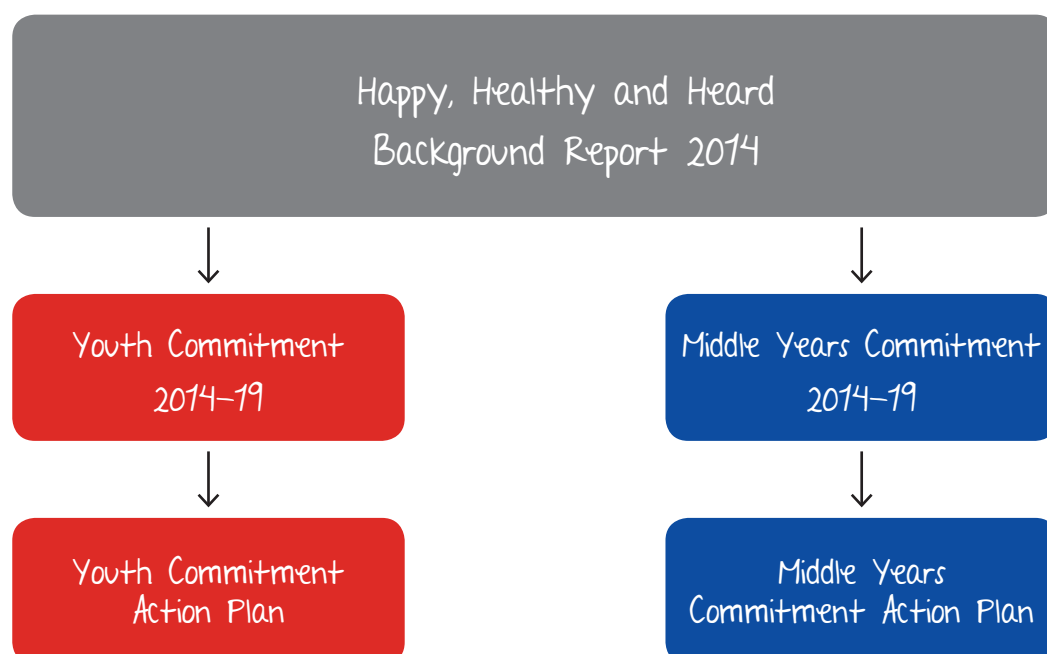 Happy, Healthy and Heard
Background Report 2014
Youth Commitment
2014–19
Middle Years Commitment
2014–19
Youth Commitment
Action Plan
Middle Years
Commitment Action Plan